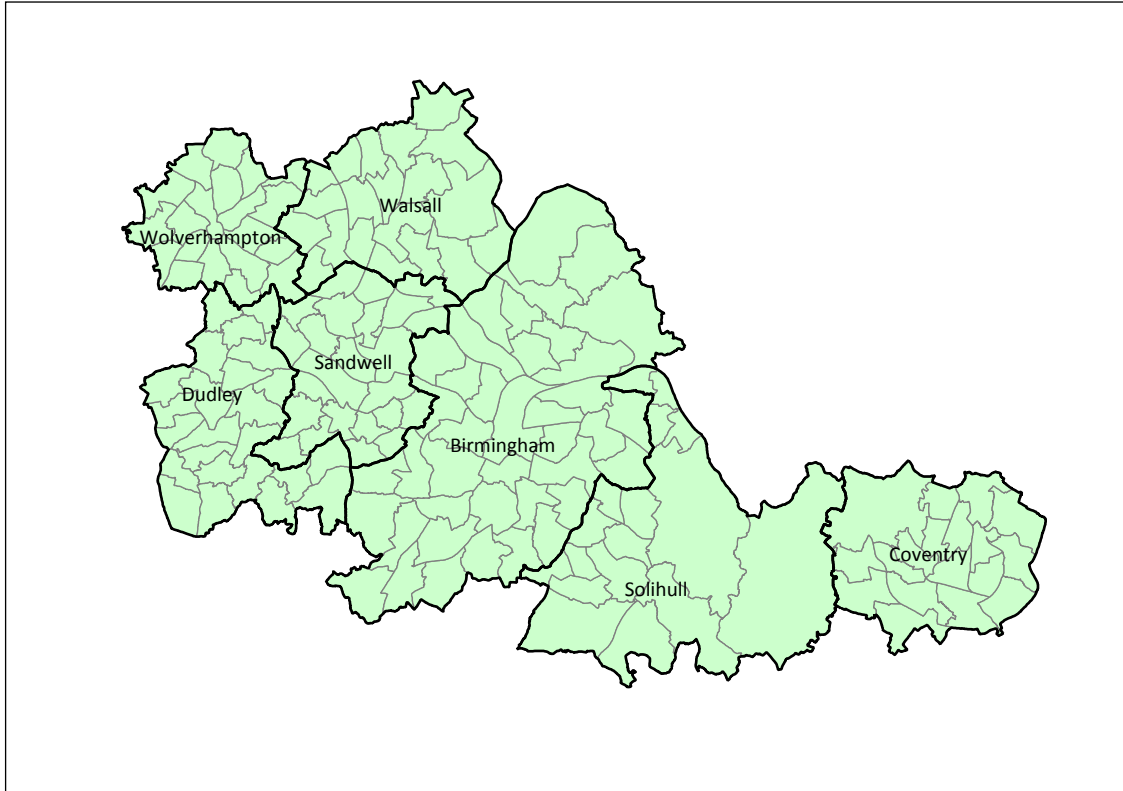 Walsall
Wolverhampton
Sandwell
Dudley
Birmingham
Coventry
Solihull